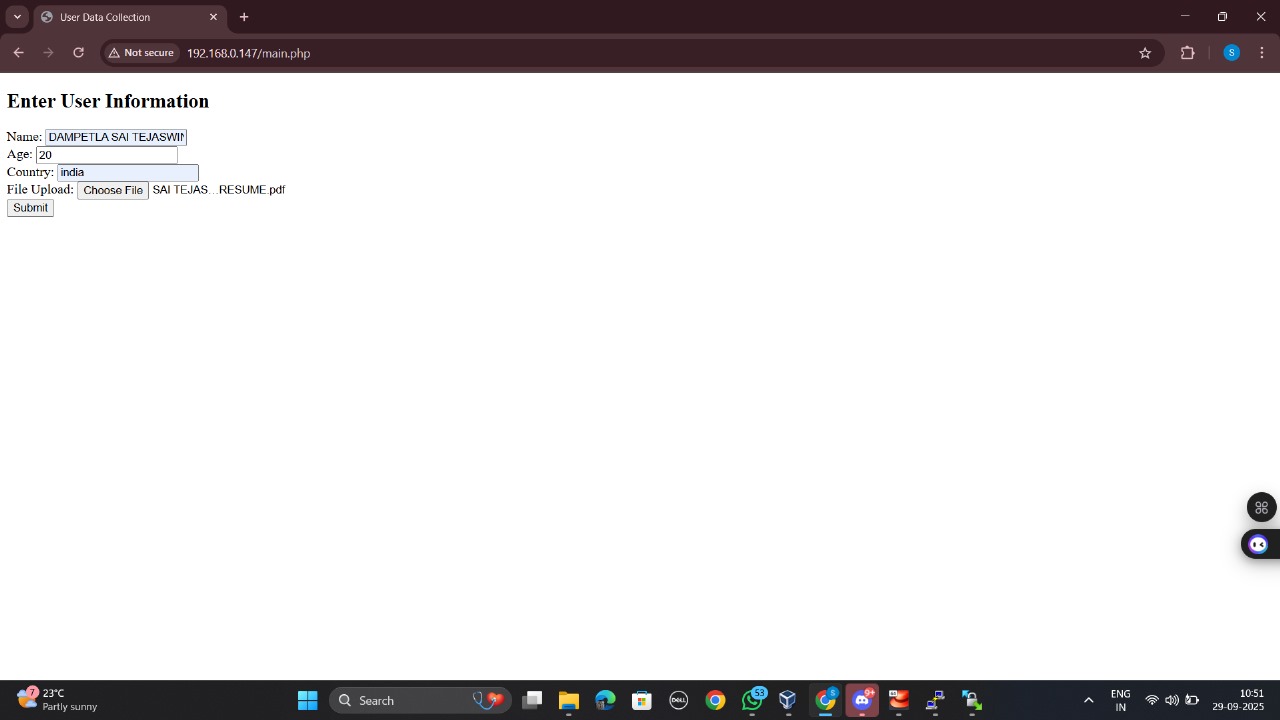 User Data Collection
Not secure 192.168.0.147/main.php
S
Enter User Information
Name: DAMPETLA SAI TEJASWIN
Age: 20
Country: india
File Upload: Choose File SAI TEJAS...RESUME.pdf
Submit
7 23°C
Partly sunny
Search
DELL
53
S
9+
ENG
IN
10:51
29-09-2025